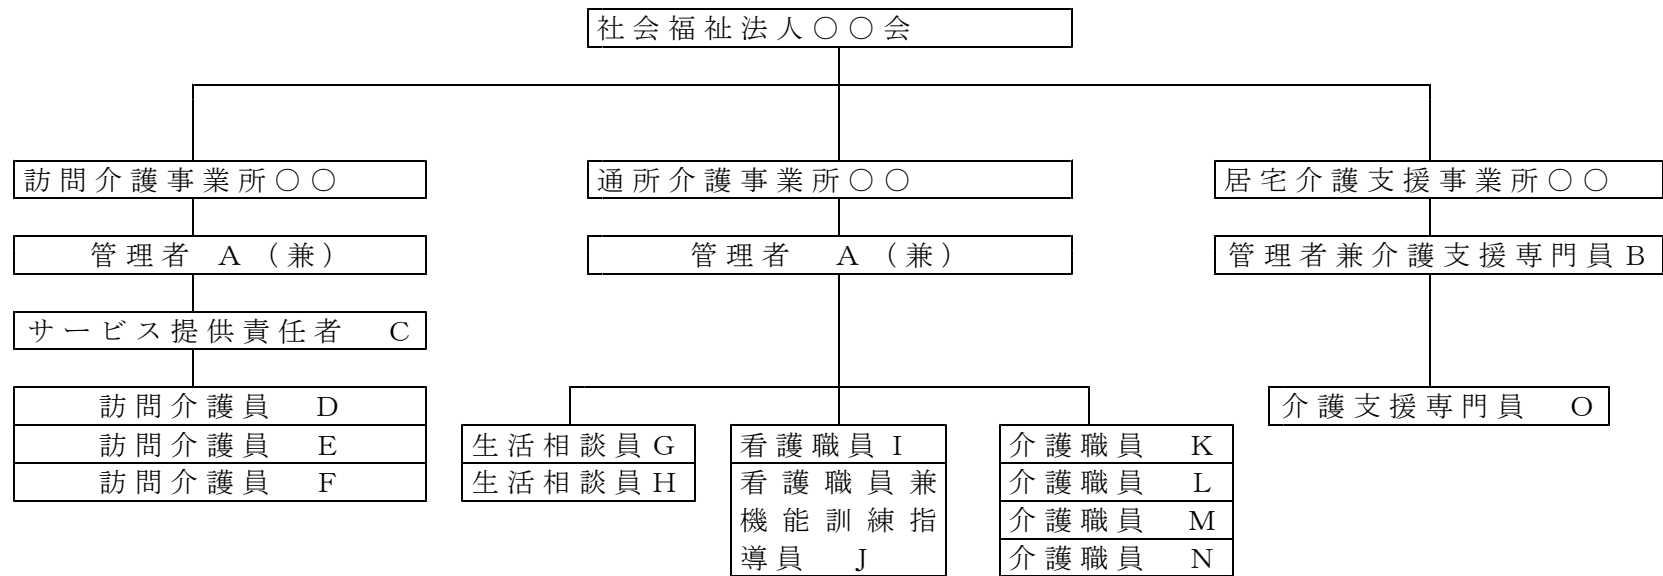 社会福祉法人○○会
訪問介護事業所○○
通所介護事業所○○
居宅介護支援事業所○○
管理者 A（兼）
管理者 A（兼）
管理者兼介護支援専門員B
サービス提供責任者 C
訪問介護員 D
訪問介護員 E
訪問介護員 F
生活相談員G
生活相談員H
看護職員I
看護職員兼
機能訓練指
導員 J
介護職員 K
介護職員 L
介護職員 M
介護職員 N
介護支援専門員 O